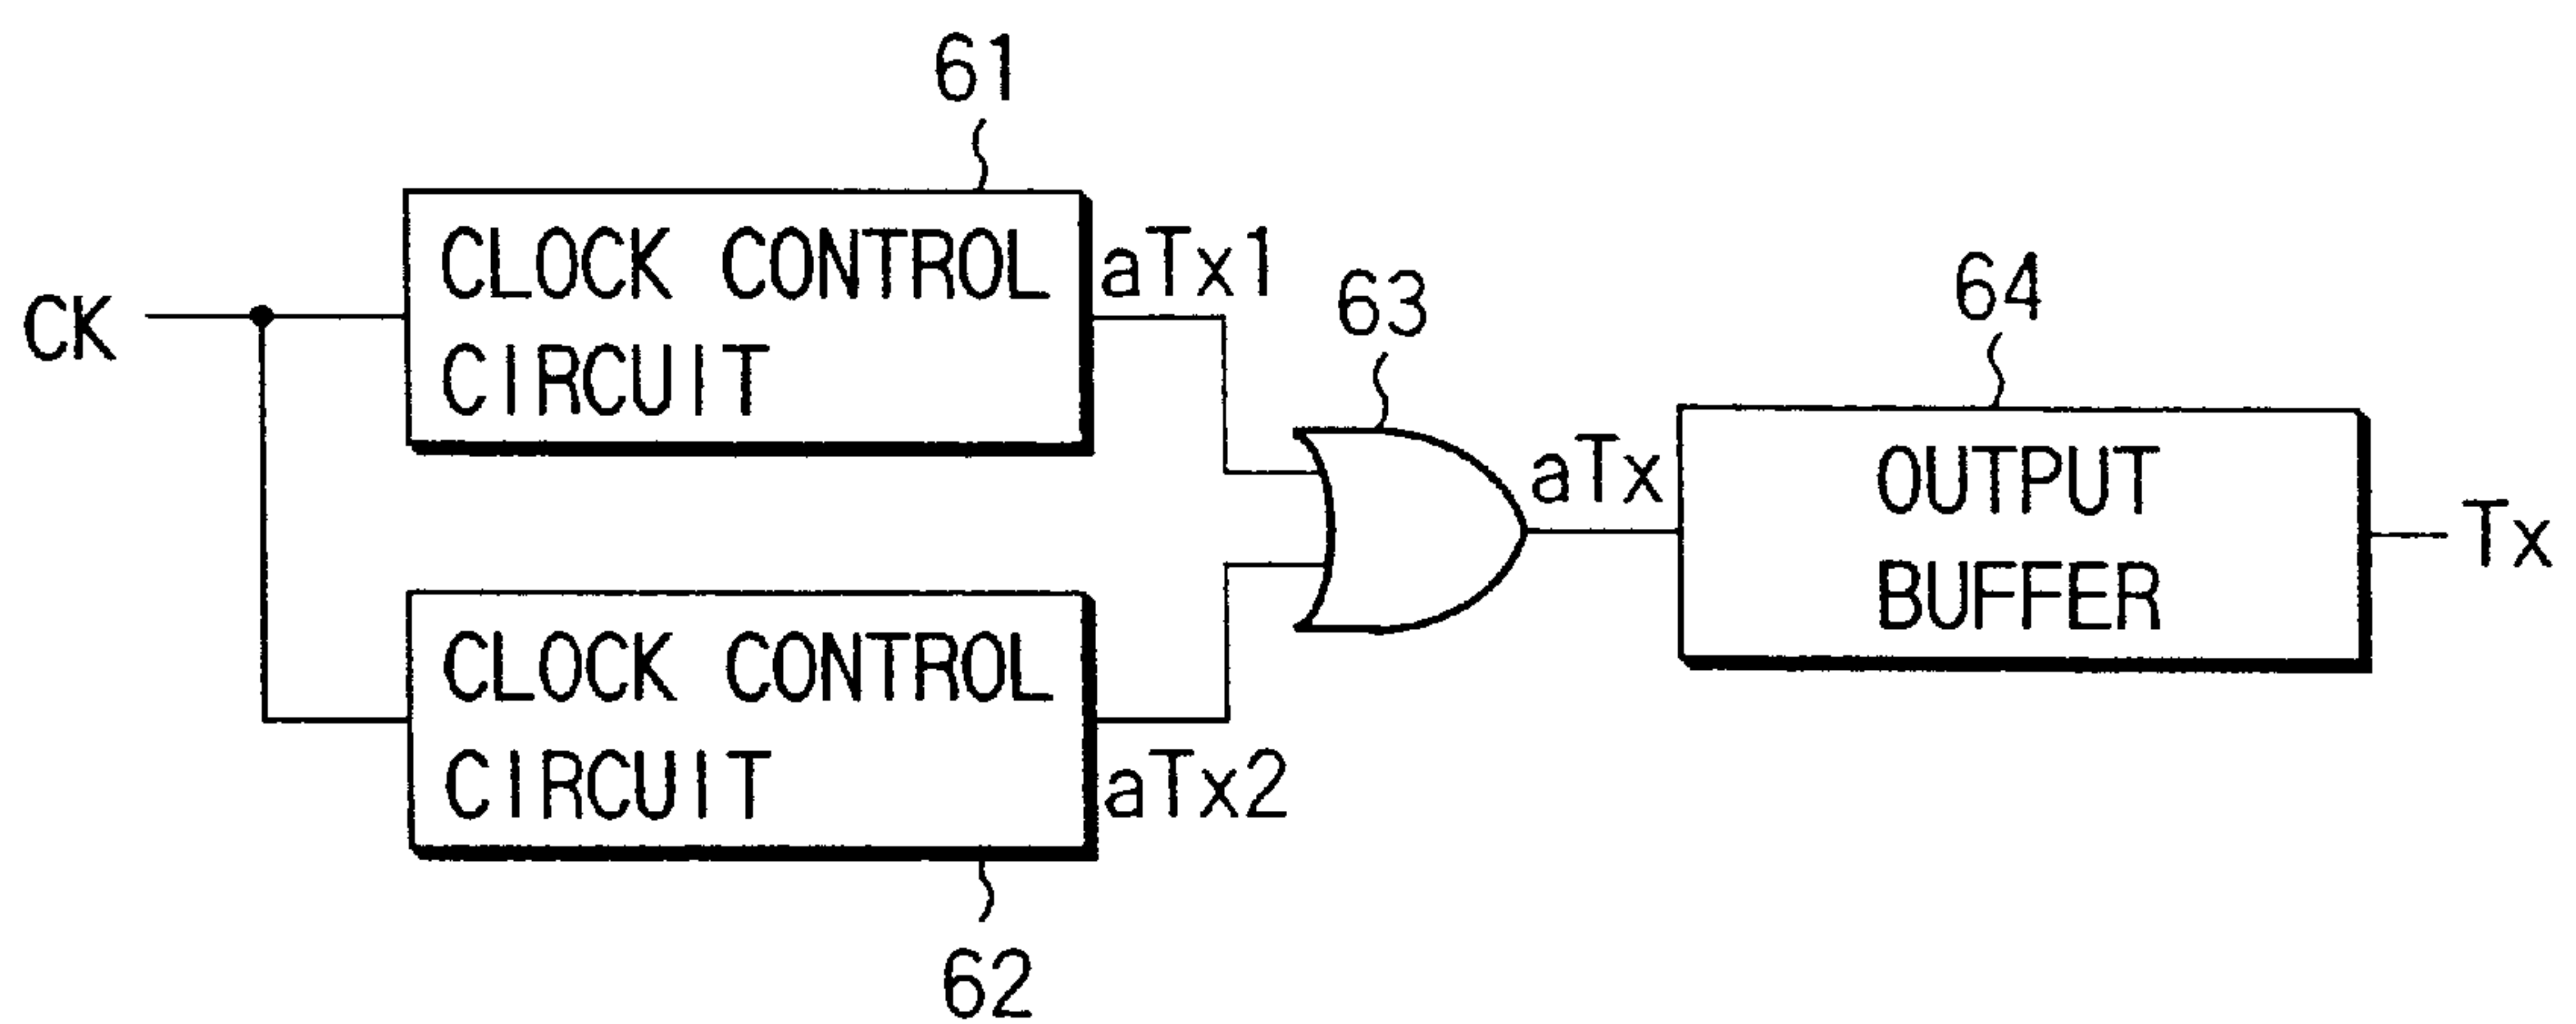 61
CLOCK CONTROL
CIRCUIT
aTx1
CK
63
64
aTx
OUTPUT
BUFFER
Tx
CLOCK CONTROL
CIRCUIT
aTx2
62